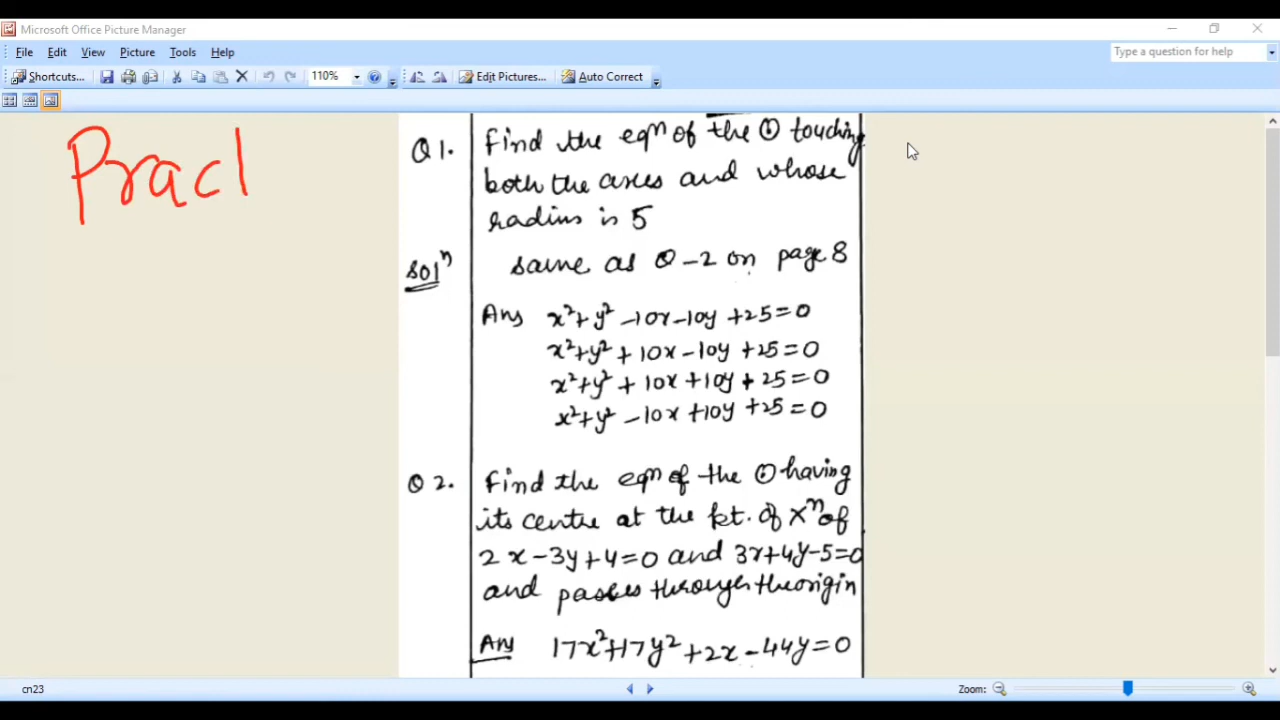 Microsoft Office Picture Manager
File Edit View Picture Tools Help
Type a question for help
Shortcuts... 110% Edit Pictures... Auto Correct
Pracl
Q 1. Find the eqn of the ⊙ touching
both the axes and whose
radius is 5
Solⁿ same as Q-2 on page 8
Ans x²+y²-10x-10y+25=0
x²+y²+10x-10y+25=0
x²+y²+10x+10y+25=0
x²+y²-10x+10y+25=0
Q 2. Find the eqn of the ⊙ having
its centre at the pt. of Xⁿ of
2x-3y+4=0 and 3x+4y-5=0
and passes through the origin
Ans 17x²+17y²+2x-44y=0
cn23
Zoom: